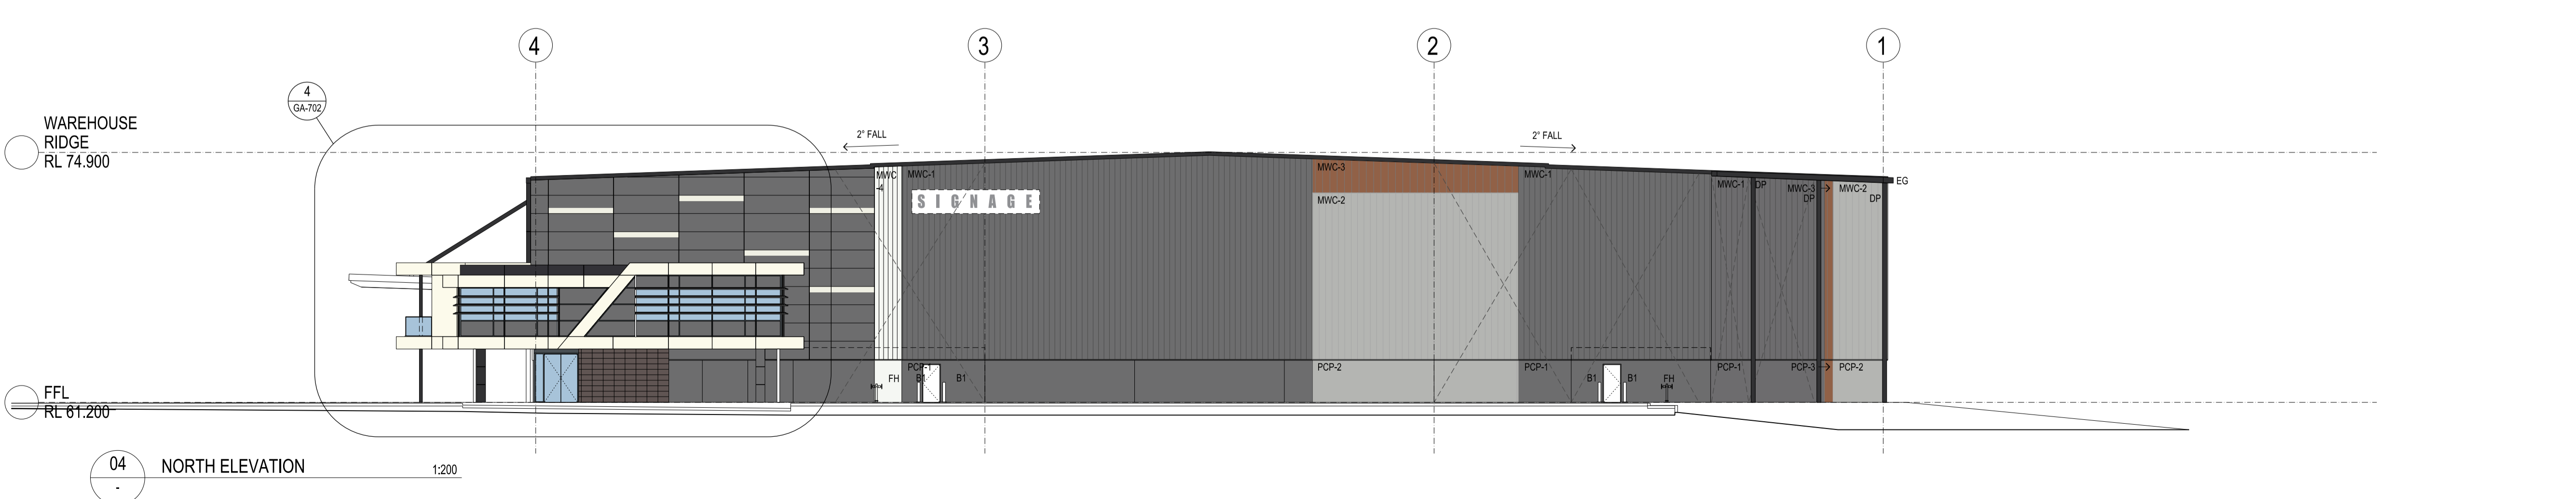 4
3
2
1
4
GA-702
WAREHOUSE
RIDGE
RL 74.900
2° FALL
2° FALL
MWC
-4
MWC-1
SIGNAGE
MWC-3
MWC-2
MWC-1
MWC-1
DP
MWC-3
DP
MWC-2
DP
EG
PCP-1
FH
B1
B1
PCP-2
PCP-1
B1
B1
FH
PCP-1
PCP-3
PCP-2
FFL
RL 61.200
04
-
NORTH ELEVATION
1:200